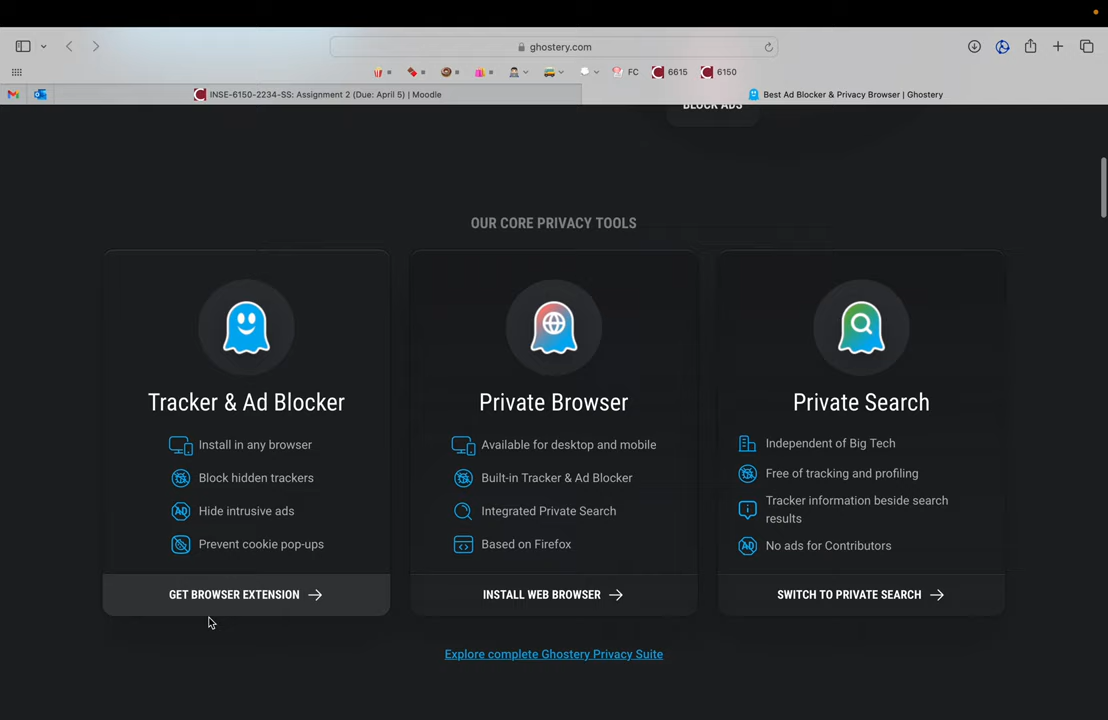 ghostery.com
FC
6615
6150
INSE-6150-2234-SS: Assignment 2 (Due: April 5) | Moodle
Best Ad Blocker & Privacy Browser | Ghostery
BLOCK ADS
OUR CORE PRIVACY TOOLS
Tracker & Ad Blocker
Install in any browser
Block hidden trackers
AD
Hide intrusive ads
Prevent cookie pop-ups
GET BROWSER EXTENSION
Private Browser
Available for desktop and mobile
Built-in Tracker & Ad Blocker
Integrated Private Search
Based on Firefox
INSTALL WEB BROWSER
Private Search
Independent of Big Tech
Free of tracking and profiling
Tracker information beside search
results
AD
No ads for Contributors
SWITCH TO PRIVATE SEARCH
Explore complete Ghostery Privacy Suite